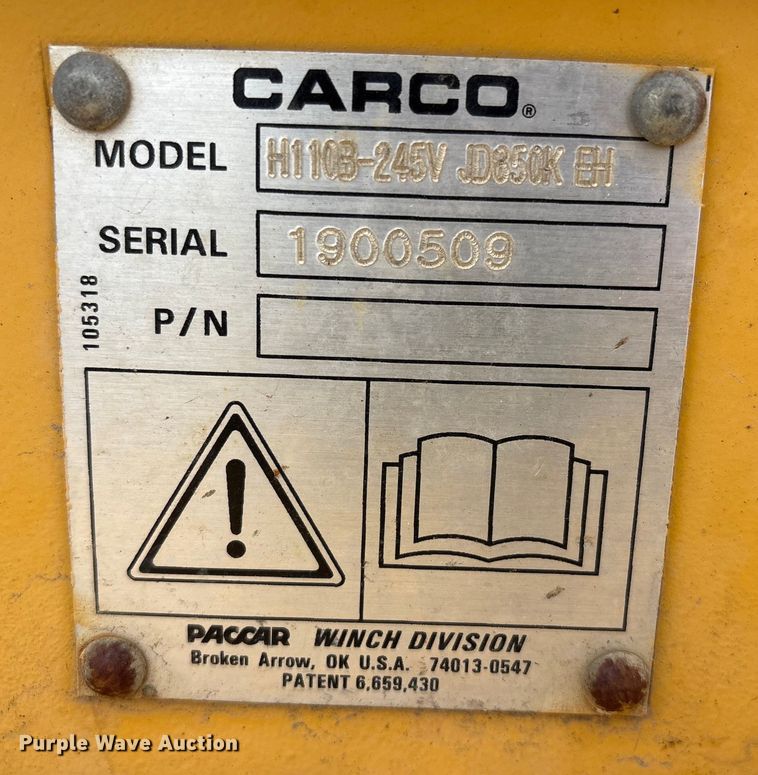 CARCO®
MODEL H110B-245V JD850K EH
SERIAL 1900509
P/N
105318
PACCAR WINCH DIVISION
Broken Arrow, OK U.S.A. 74013-0547
PATENT 6,659,430
Purple Wave Auction